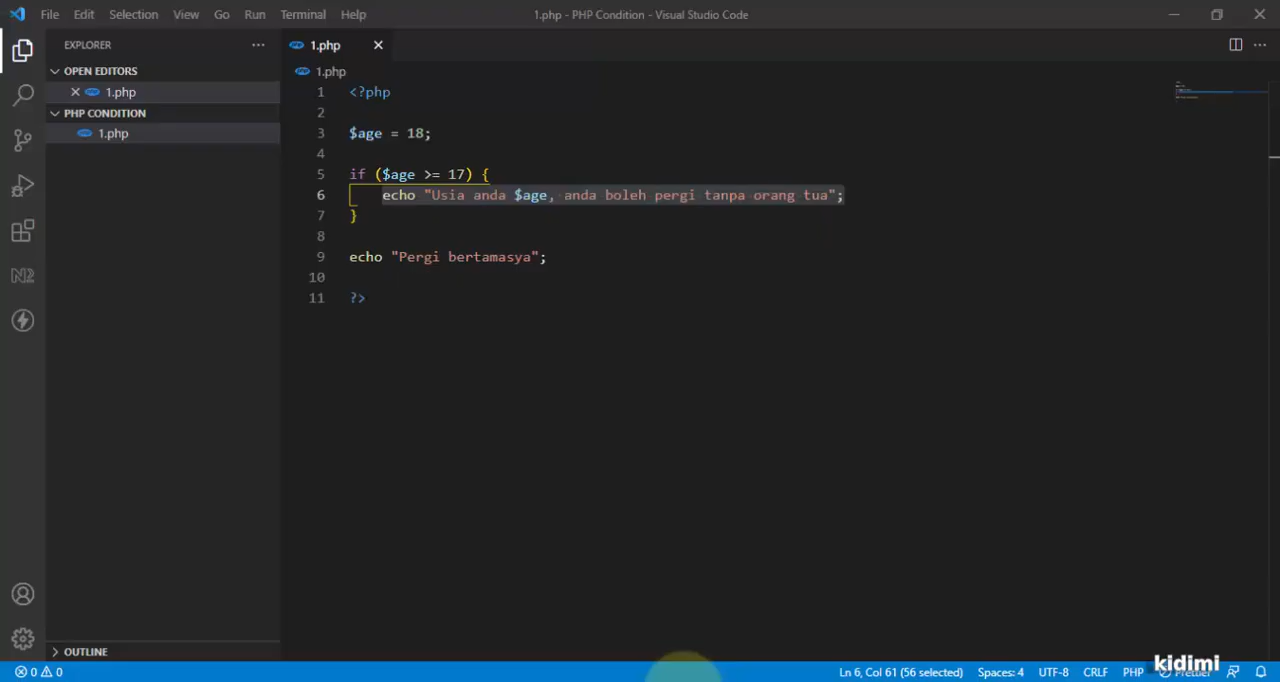 File Edit Selection View Go Run Terminal Help 1.php - PHP Condition - Visual Studio Code
EXPLORER
OPEN EDITORS
1.php
PHP CONDITION
1.php
OUTLINE
1.php
1.php
1 <?php
2
3 $age = 18;
4
5 if ($age >= 17) {
6 echo "Usia anda $age, anda boleh pergi tanpa orang tua";
7 }
8
9 echo "Pergi bertamasya";
10
11 ?>
0 0 Ln 6, Col 61 (56 selected) Spaces: 4 UTF-8 CRLF PHP Prettier
kidimi